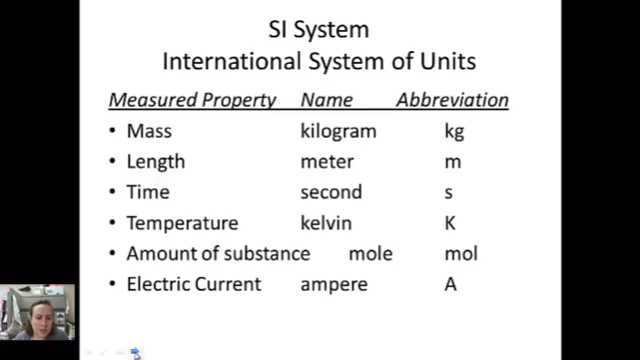 SI System
International System of Units
Measured Property Name Abbreviation
• Mass kilogram kg
• Length meter m
• Time second s
• Temperature kelvin K
• Amount of substance mole mol
• Electric Current ampere A